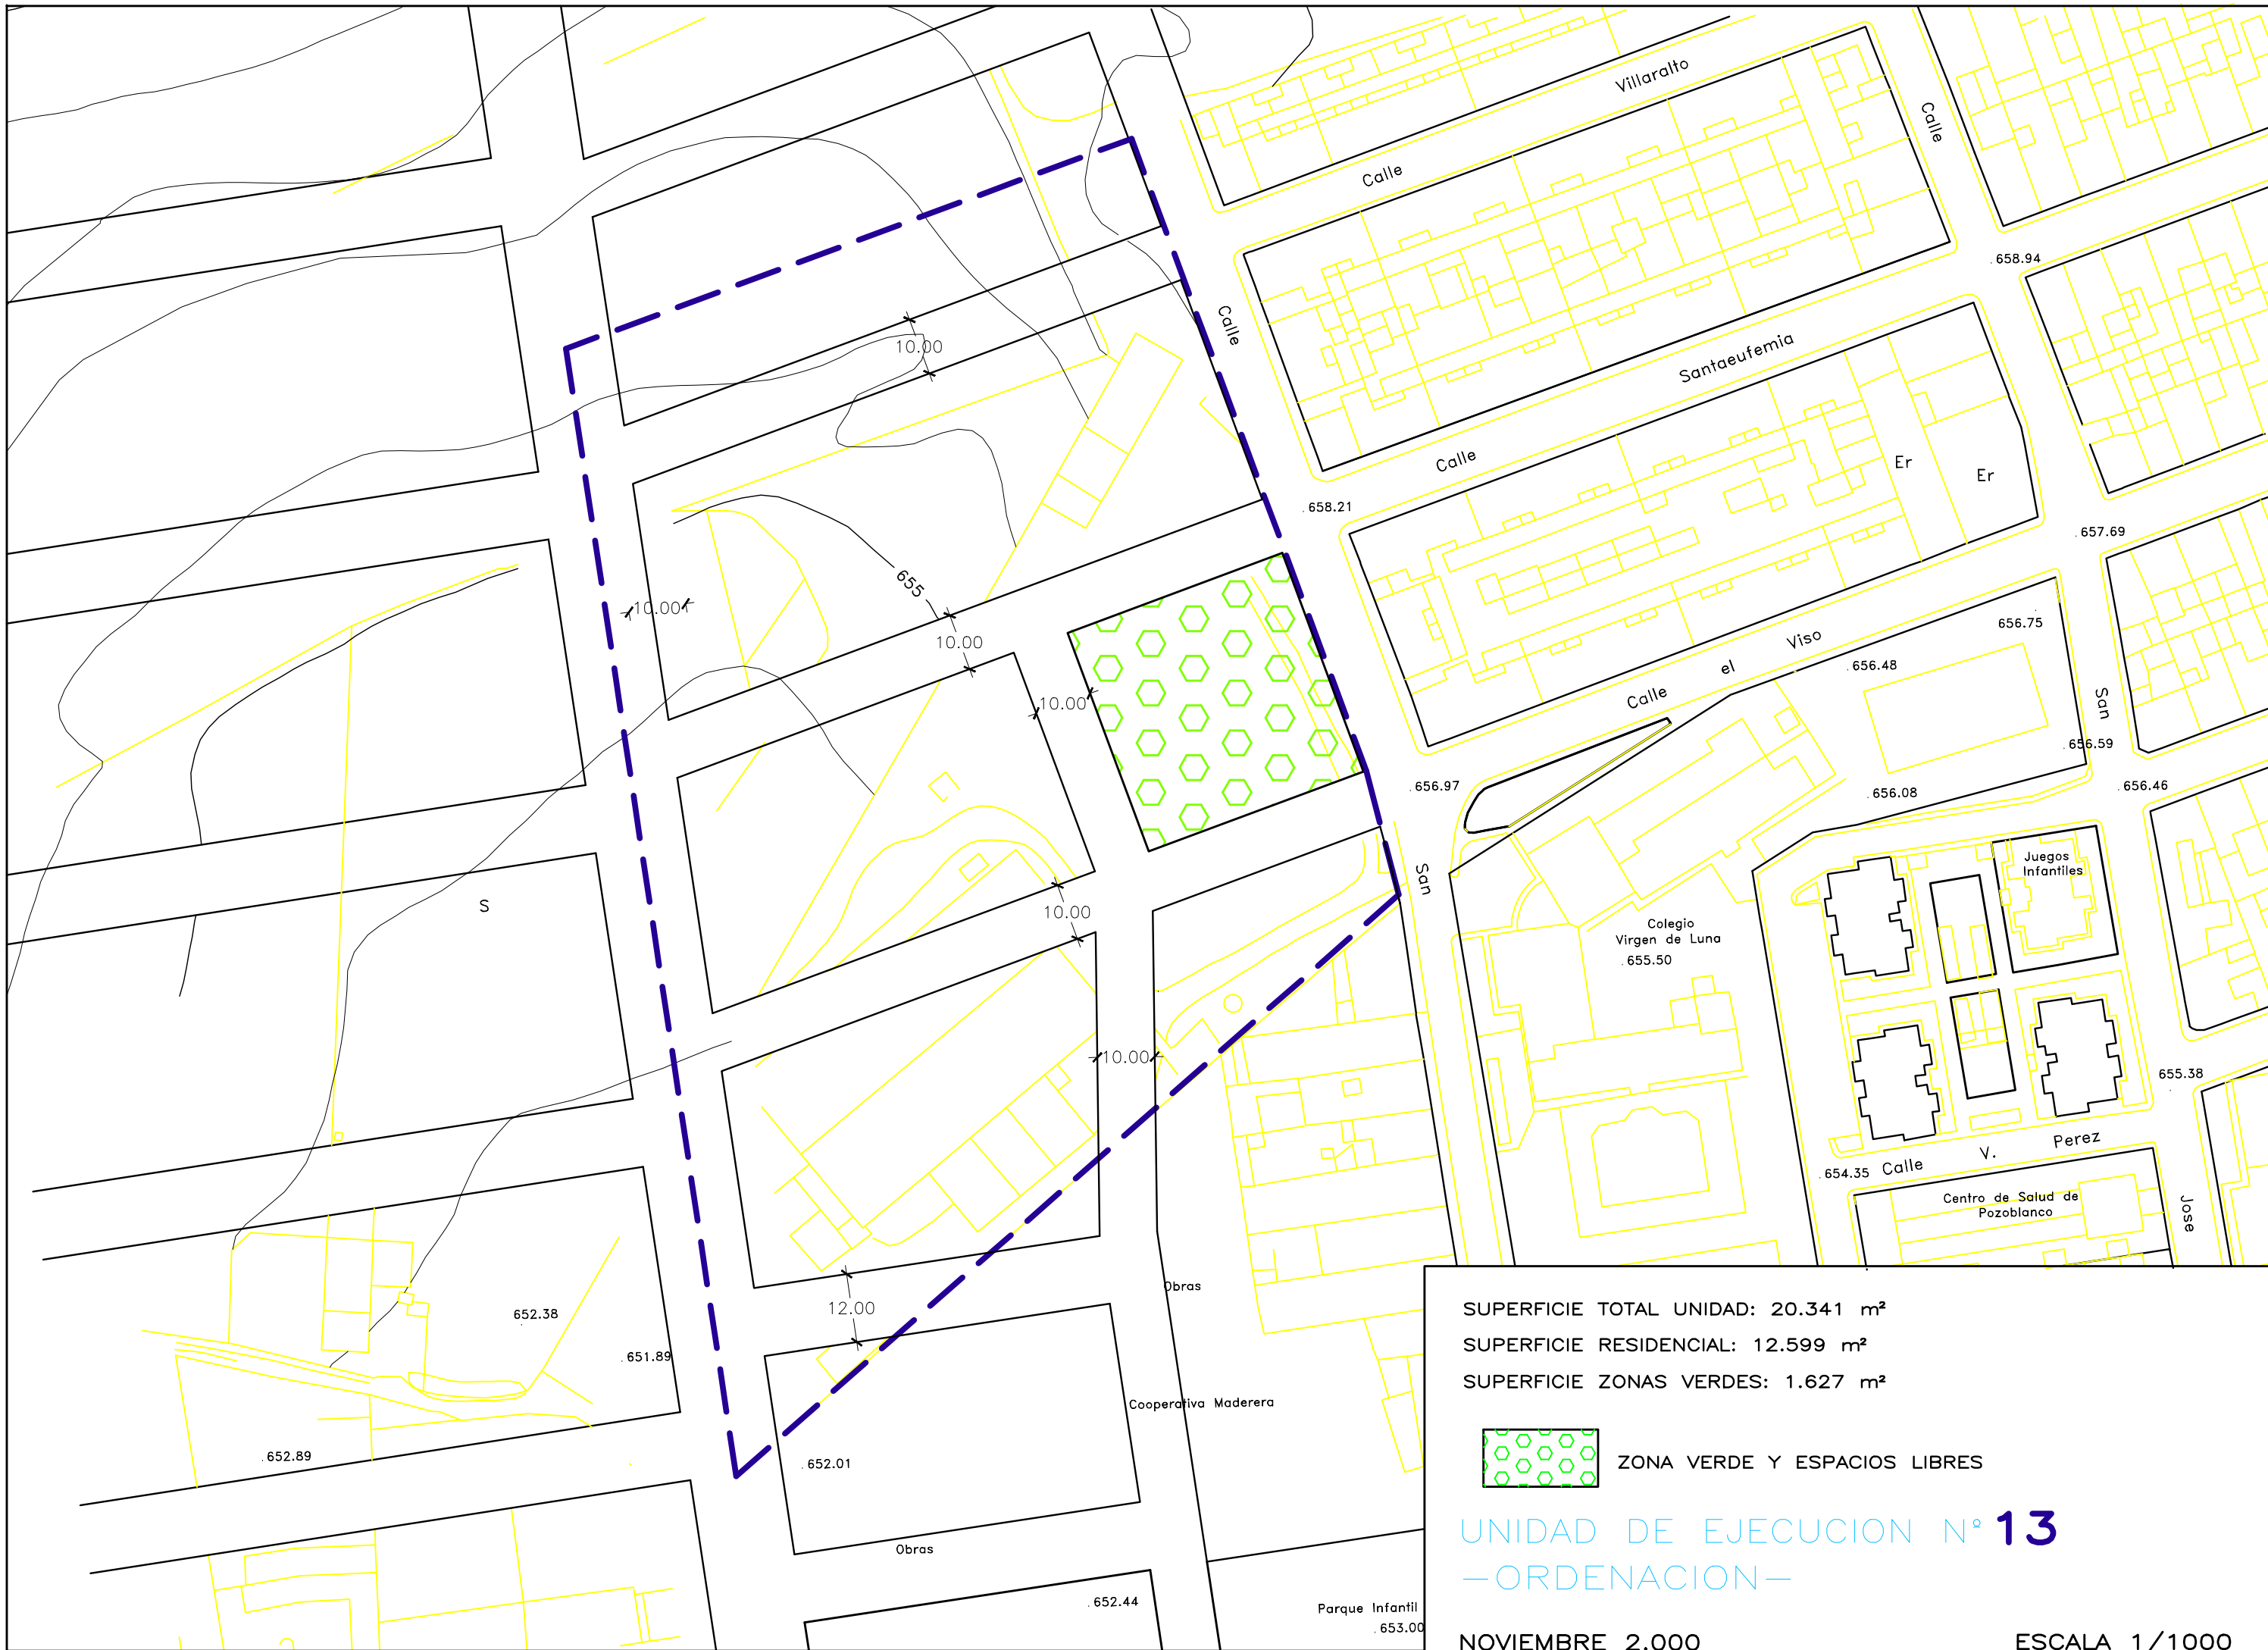 Villaralto
Calle
Calle
658.94
Calle
10.00
Santaeufemia
Calle
Er
Er
658.21
657.69
655
10.00
10.00
10.00
Viso
el
Calle
656.75
656.48
San
656.59
656.97
656.08
656.46
Juegos
Infantiles
San
S
10.00
Colegio
Virgen de Luna
655.50
10.00
655.38
Perez
V.
Calle
654.35
Centro de Salud de
Pozoblanco
Jose
Obras
12.00
652.38
651.89
Cooperativa Maderera
652.89
652.01
Obras
652.44
Parque Infantil
653.00
SUPERFICIE TOTAL UNIDAD: 20.341 m²
SUPERFICIE RESIDENCIAL: 12.599 m²
SUPERFICIE ZONAS VERDES: 1.627 m²
ZONA VERDE Y ESPACIOS LIBRES
UNIDAD DE EJECUCION Nº 13
—ORDENACION—
NOVIEMBRE 2.000
ESCALA 1/1000